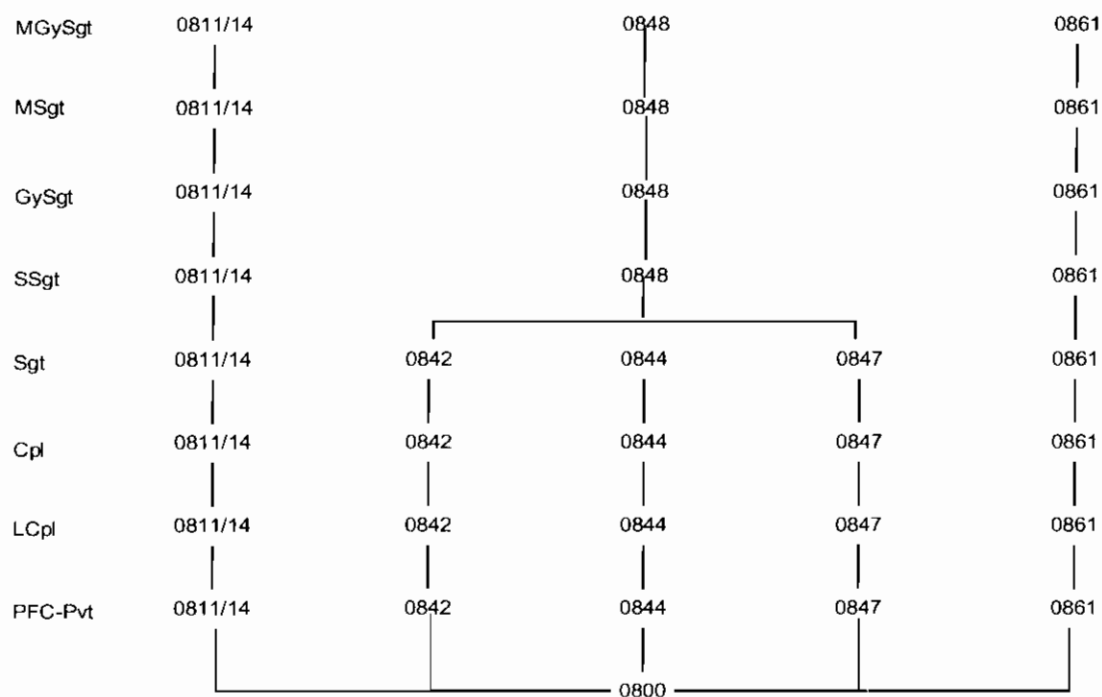 MGySgt 0811/14 0848 0861
MSgt 0811/14 0848 0861
GySgt 0811/14 0848 0861
SSgt 0811/14 0848 0861
Sgt 0811/14 0842 0844 0847 0861
Cpl 0811/14 0842 0844 0847 0861
LCpl 0811/14 0842 0844 0847 0861
PFC-Pvt 0811/14 0842 0844 0847 0861
0800